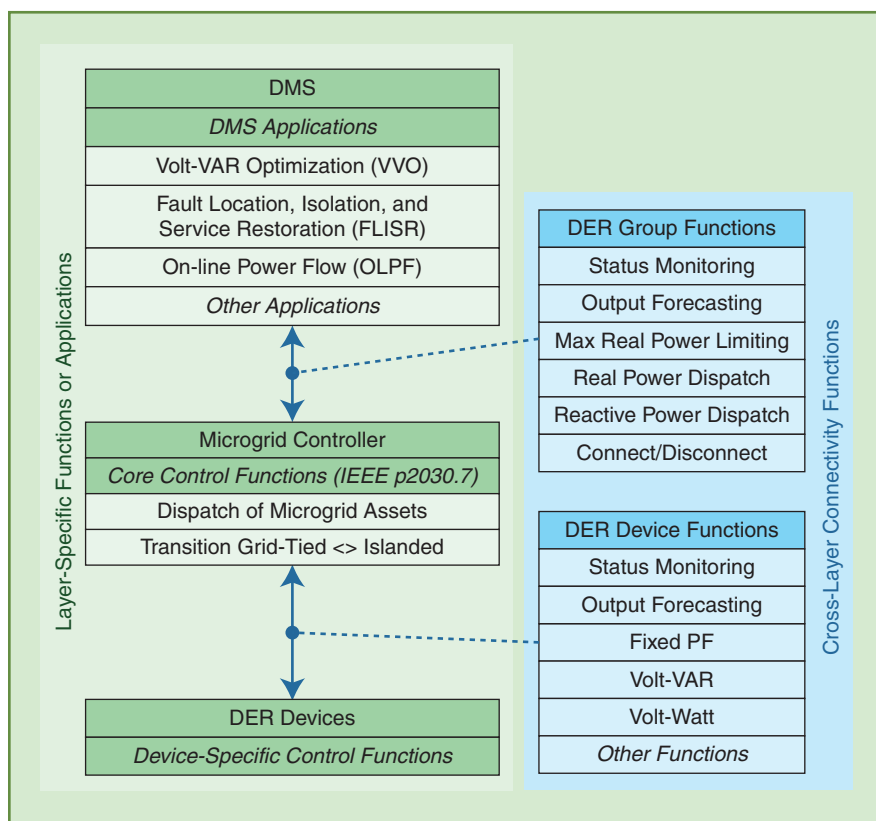 Layer-Specific Functions or Applications
DMS
DMS Applications
Volt-VAR Optimization (VVO)
Fault Location, Isolation, and
Service Restoration (FLISR)
On-line Power Flow (OLPF)
Other Applications
Microgrid Controller
Core Control Functions (IEEE p2030.7)
Dispatch of Microgrid Assets
Transition Grid-Tied <> Islanded
DER Devices
Device-Specific Control Functions
DER Group Functions
Status Monitoring
Output Forecasting
Max Real Power Limiting
Real Power Dispatch
Reactive Power Dispatch
Connect/Disconnect
DER Device Functions
Status Monitoring
Output Forecasting
Fixed PF
Volt-VAR
Volt-Watt
Other Functions
Cross-Layer Connectivity Functions